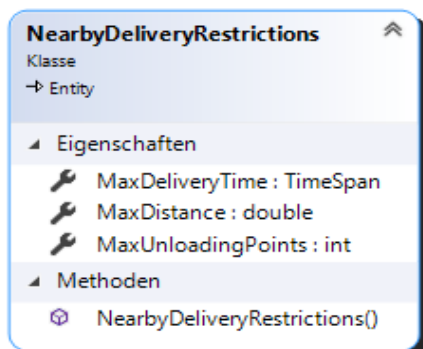 NearbyDeliveryRestrictions
Klasse
Entity
Eigenschaften
MaxDeliveryTime : TimeSpan
MaxDistance : double
MaxUnloadingPoints : int
Methoden
NearbyDeliveryRestrictions()